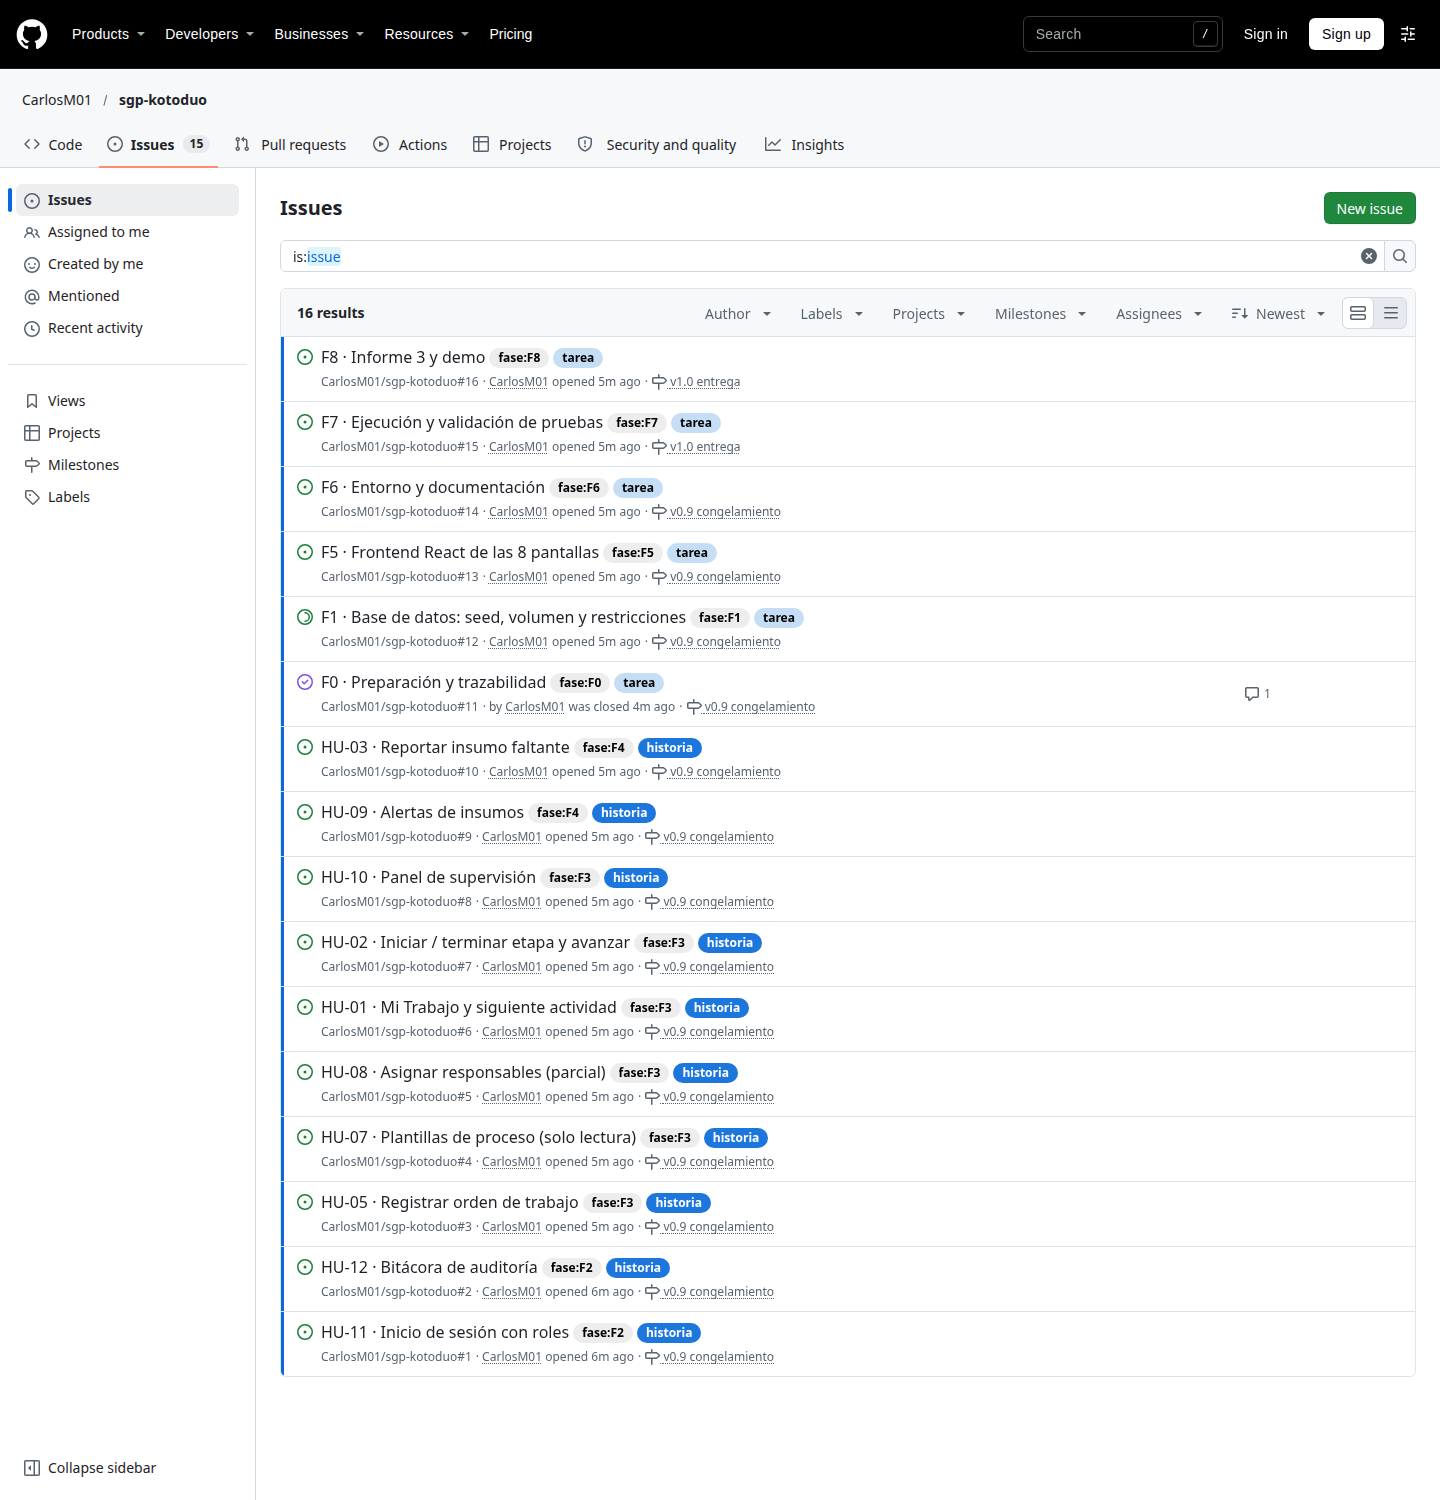 Products Developers Businesses Resources Pricing Search / Sign in Sign up
CarlosM01 / sgp-kotoduo
Code Issues 15 Pull requests Actions Projects Security and quality Insights
Issues
Assigned to me
Created by me
Mentioned
Recent activity
Views
Projects
Milestones
Labels
Collapse sidebar
Issues New issue
is:issue
16 results Author Labels Projects Milestones Assignees Newest
F8 · Informe 3 y demo fase:F8 tarea
CarlosM01/sgp-kotoduo#16 · CarlosM01 opened 5m ago · v1.0 entrega
F7 · Ejecución y validación de pruebas fase:F7 tarea
CarlosM01/sgp-kotoduo#15 · CarlosM01 opened 5m ago · v1.0 entrega
F6 · Entorno y documentación fase:F6 tarea
CarlosM01/sgp-kotoduo#14 · CarlosM01 opened 5m ago · v0.9 congelamiento
F5 · Frontend React de las 8 pantallas fase:F5 tarea
CarlosM01/sgp-kotoduo#13 · CarlosM01 opened 5m ago · v0.9 congelamiento
F1 · Base de datos: seed, volumen y restricciones fase:F1 tarea
CarlosM01/sgp-kotoduo#12 · CarlosM01 opened 5m ago · v0.9 congelamiento
F0 · Preparación y trazabilidad fase:F0 tarea
CarlosM01/sgp-kotoduo#11 · by CarlosM01 was closed 4m ago · v0.9 congelamiento 1
HU-03 · Reportar insumo faltante fase:F4 historia
CarlosM01/sgp-kotoduo#10 · CarlosM01 opened 5m ago · v0.9 congelamiento
HU-09 · Alertas de insumos fase:F4 historia
CarlosM01/sgp-kotoduo#9 · CarlosM01 opened 5m ago · v0.9 congelamiento
HU-10 · Panel de supervisión fase:F3 historia
CarlosM01/sgp-kotoduo#8 · CarlosM01 opened 5m ago · v0.9 congelamiento
HU-02 · Iniciar / terminar etapa y avanzar fase:F3 historia
CarlosM01/sgp-kotoduo#7 · CarlosM01 opened 5m ago · v0.9 congelamiento
HU-01 · Mi Trabajo y siguiente actividad fase:F3 historia
CarlosM01/sgp-kotoduo#6 · CarlosM01 opened 5m ago · v0.9 congelamiento
HU-08 · Asignar responsables (parcial) fase:F3 historia
CarlosM01/sgp-kotoduo#5 · CarlosM01 opened 5m ago · v0.9 congelamiento
HU-07 · Plantillas de proceso (solo lectura) fase:F3 historia
CarlosM01/sgp-kotoduo#4 · CarlosM01 opened 5m ago · v0.9 congelamiento
HU-05 · Registrar orden de trabajo fase:F3 historia
CarlosM01/sgp-kotoduo#3 · CarlosM01 opened 5m ago · v0.9 congelamiento
HU-12 · Bitácora de auditoría fase:F2 historia
CarlosM01/sgp-kotoduo#2 · CarlosM01 opened 6m ago · v0.9 congelamiento
HU-11 · Inicio de sesión con roles fase:F2 historia
CarlosM01/sgp-kotoduo#1 · CarlosM01 opened 6m ago · v0.9 congelamiento